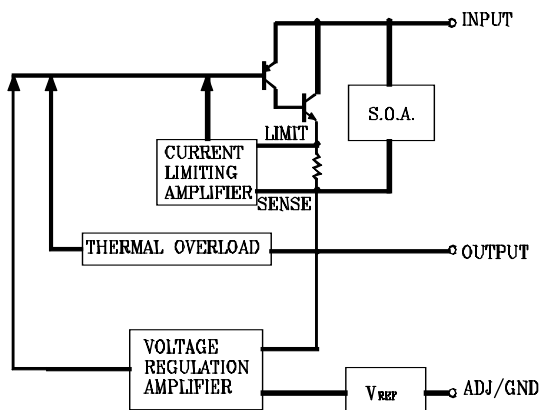 INPUT
S.O.A.
LIMIT
CURRENT
LIMITING
AMPLIFIER
SENSE
THERMAL OVERLOAD
OUTPUT
VOLTAGE
REGULATION
AMPLIFIER
VREF
ADJ/GND